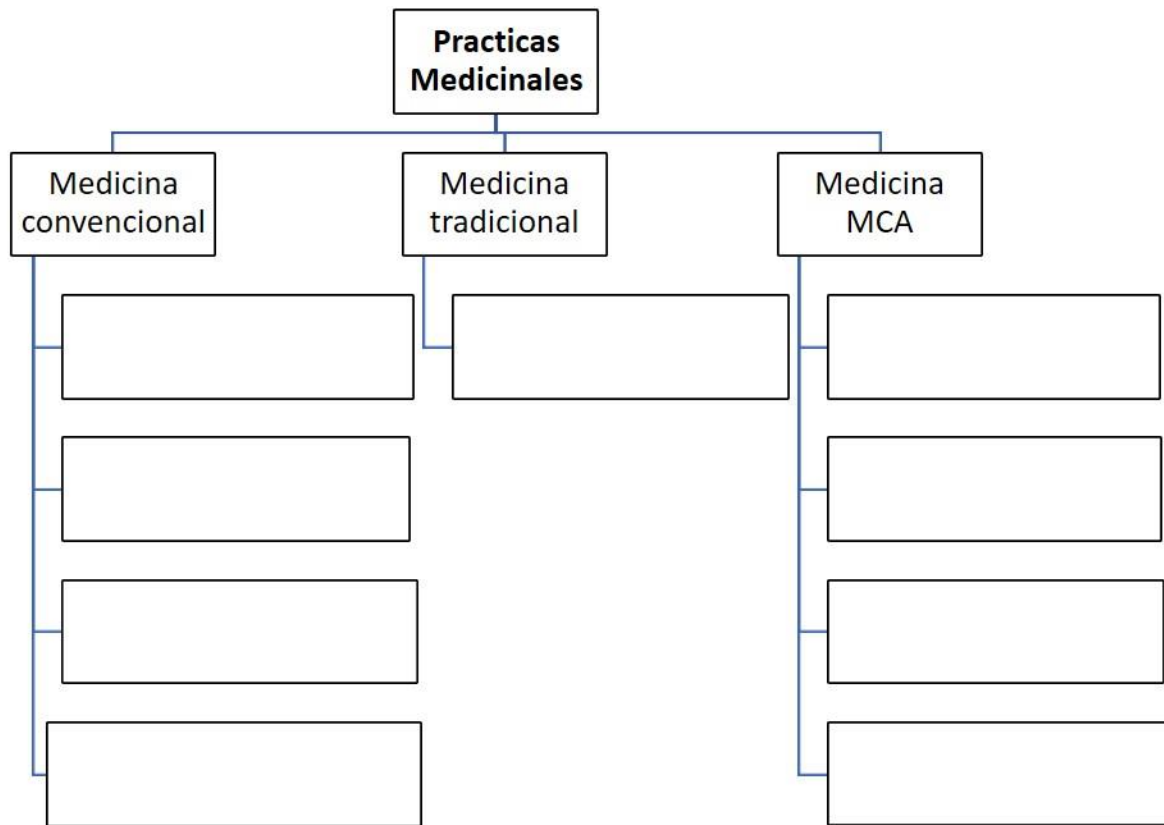 Practicas
Medicinales
Medicina
convencional
Medicina
tradicional
Medicina
MCA